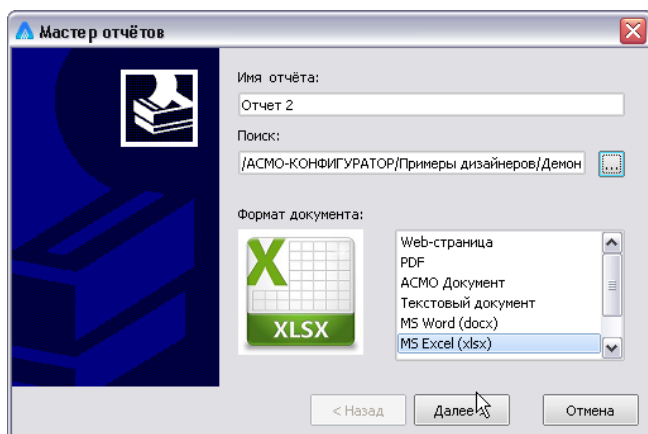 Мастер отчётов
Имя отчёта:
Отчет 2
Поиск:
/АСМО-КОНФИГУРАТОР/Примеры дизайнеров/Демон
...
Формат документа:
X
XLSX
Web-страница
PDF
АСМО Документ
Текстовый документ
MS Word (docx)
MS Excel (xlsx)
< Назад
Далее
Отмена